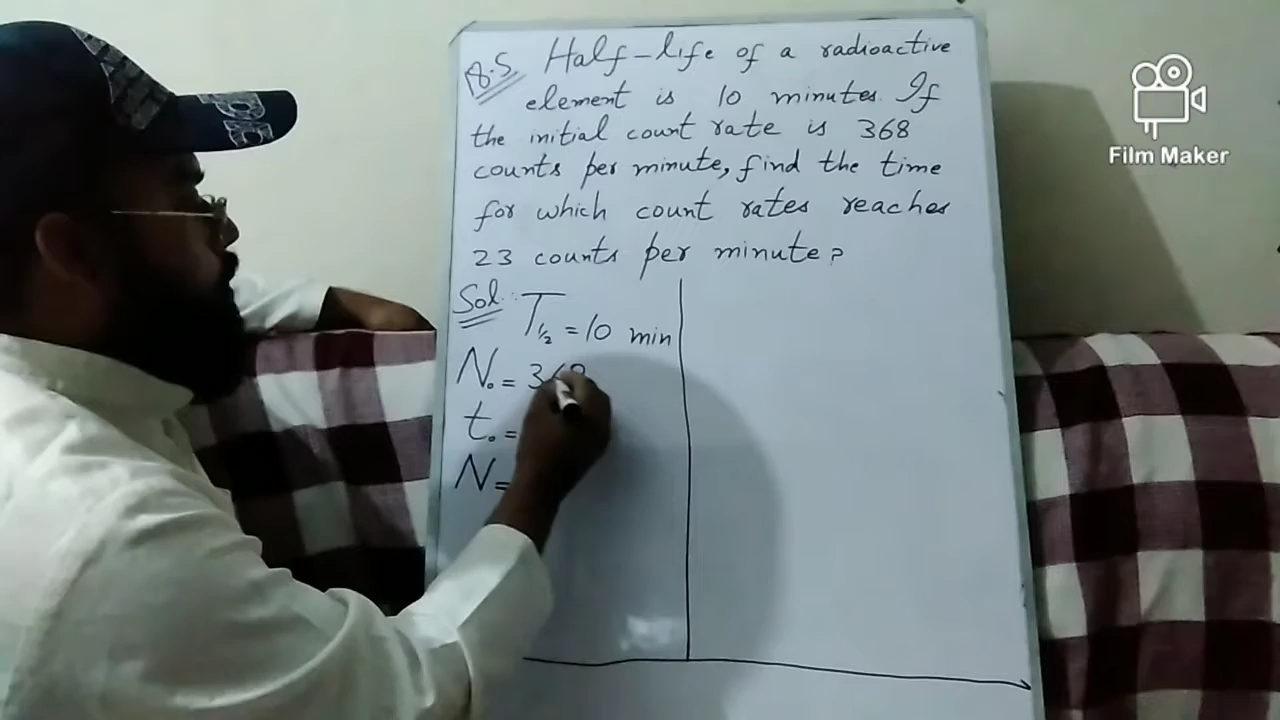 P8.5 Half-life of a radioactive
element is 10 minutes. If
the initial count rate is 368
counts per minute, find the time
for which count rates reaches
23 counts per minute?
Sol:
T½ = 10 min
N₀ = 368
t₀ =
N =
Film Maker